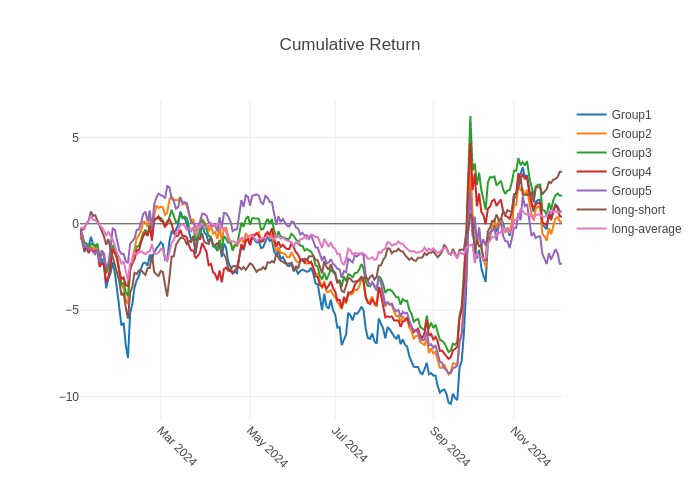 Cumulative Return
5
0
−5
−10
Mar 2024
May 2024
Jul 2024
Sep 2024
Nov 2024
Group1
Group2
Group3
Group4
Group5
long-short
long-average